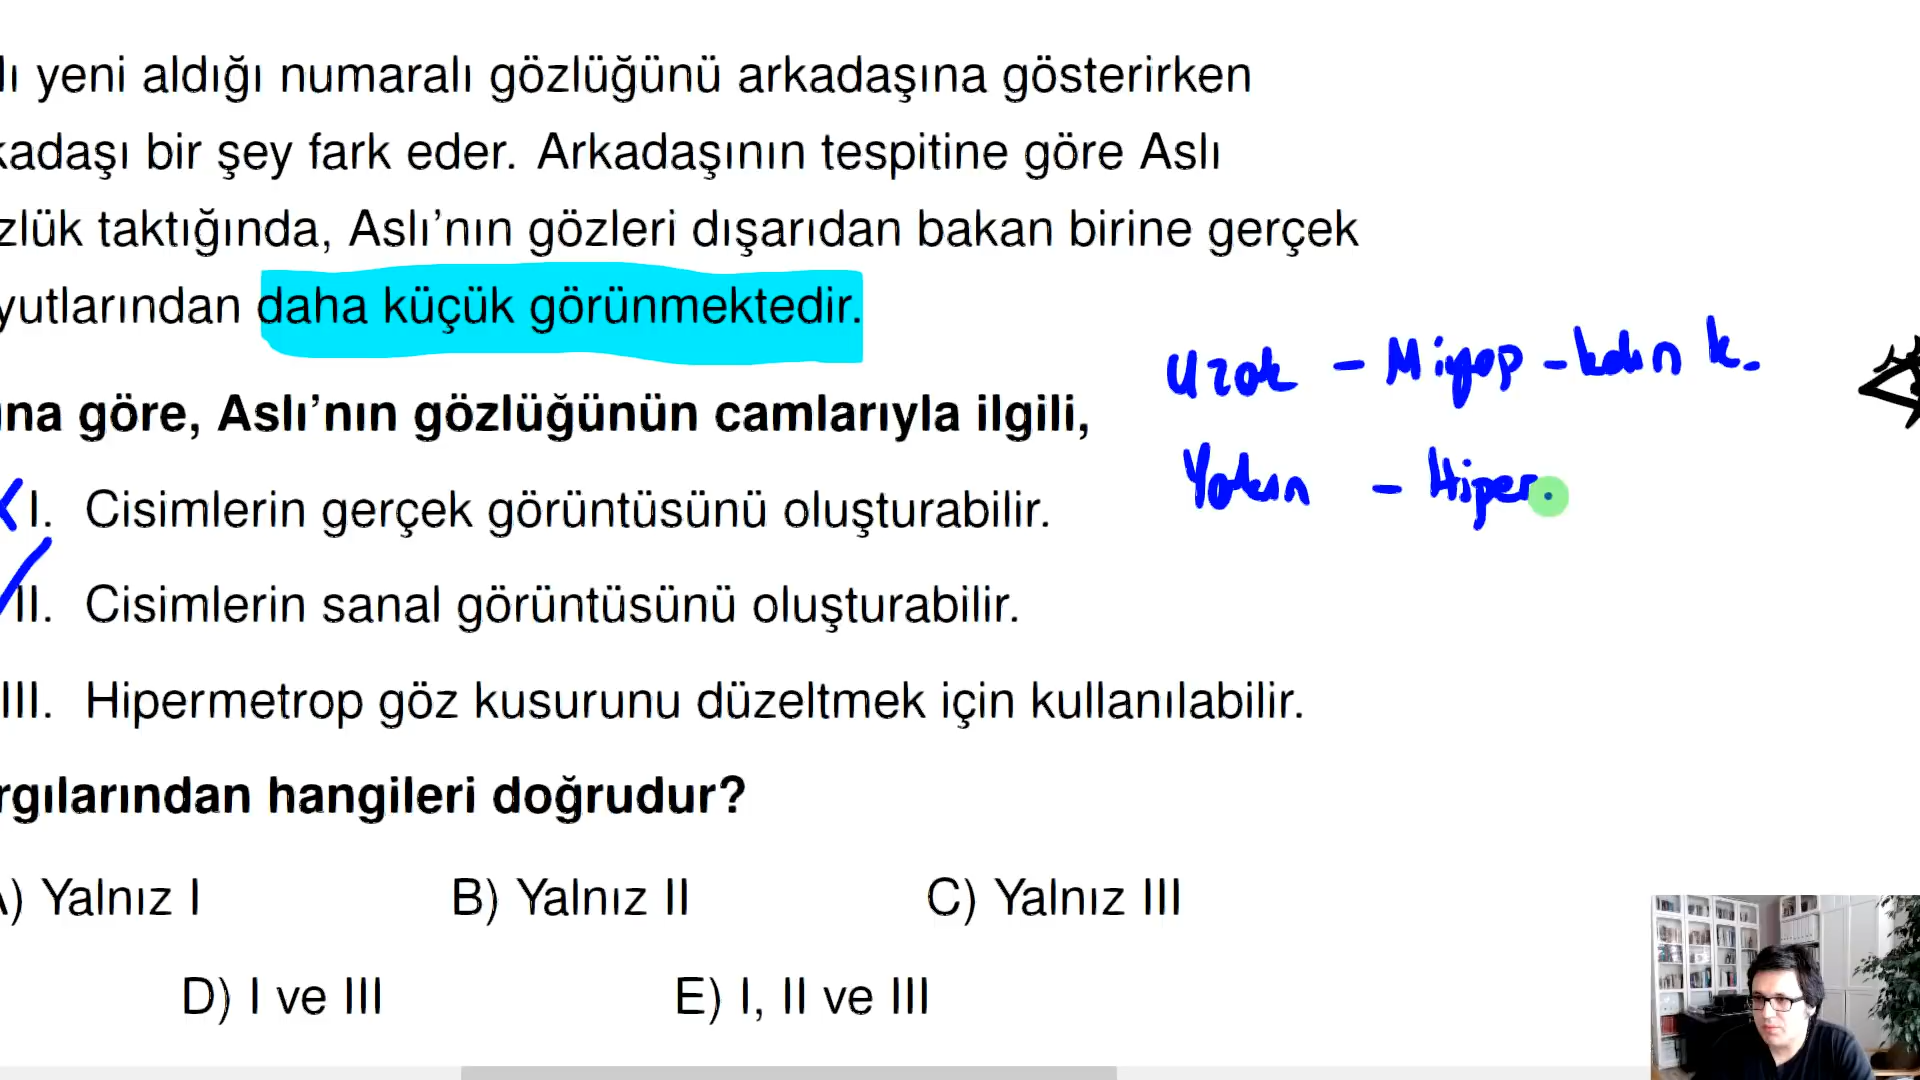 lı yeni aldığı numaralı gözlüğünü arkadaşına gösterirken
kadaşı bir şey fark eder. Arkadaşının tespitine göre Aslı
zlük taktığında, Aslı’nın gözleri dışarıdan bakan birine gerçek
yutlarından daha küçük görünmektedir.
Uzak - Miyop - kalın k.
ına göre, Aslı’nın gözlüğünün camlarıyla ilgili,
Yakın - Hiper.
I. Cisimlerin gerçek görüntüsünü oluşturabilir.
II. Cisimlerin sanal görüntüsünü oluşturabilir.
III. Hipermetrop göz kusurunu düzeltmek için kullanılabilir.
rgılarından hangileri doğrudur?
A) Yalnız I B) Yalnız II C) Yalnız III
D) I ve III E) I, II ve III